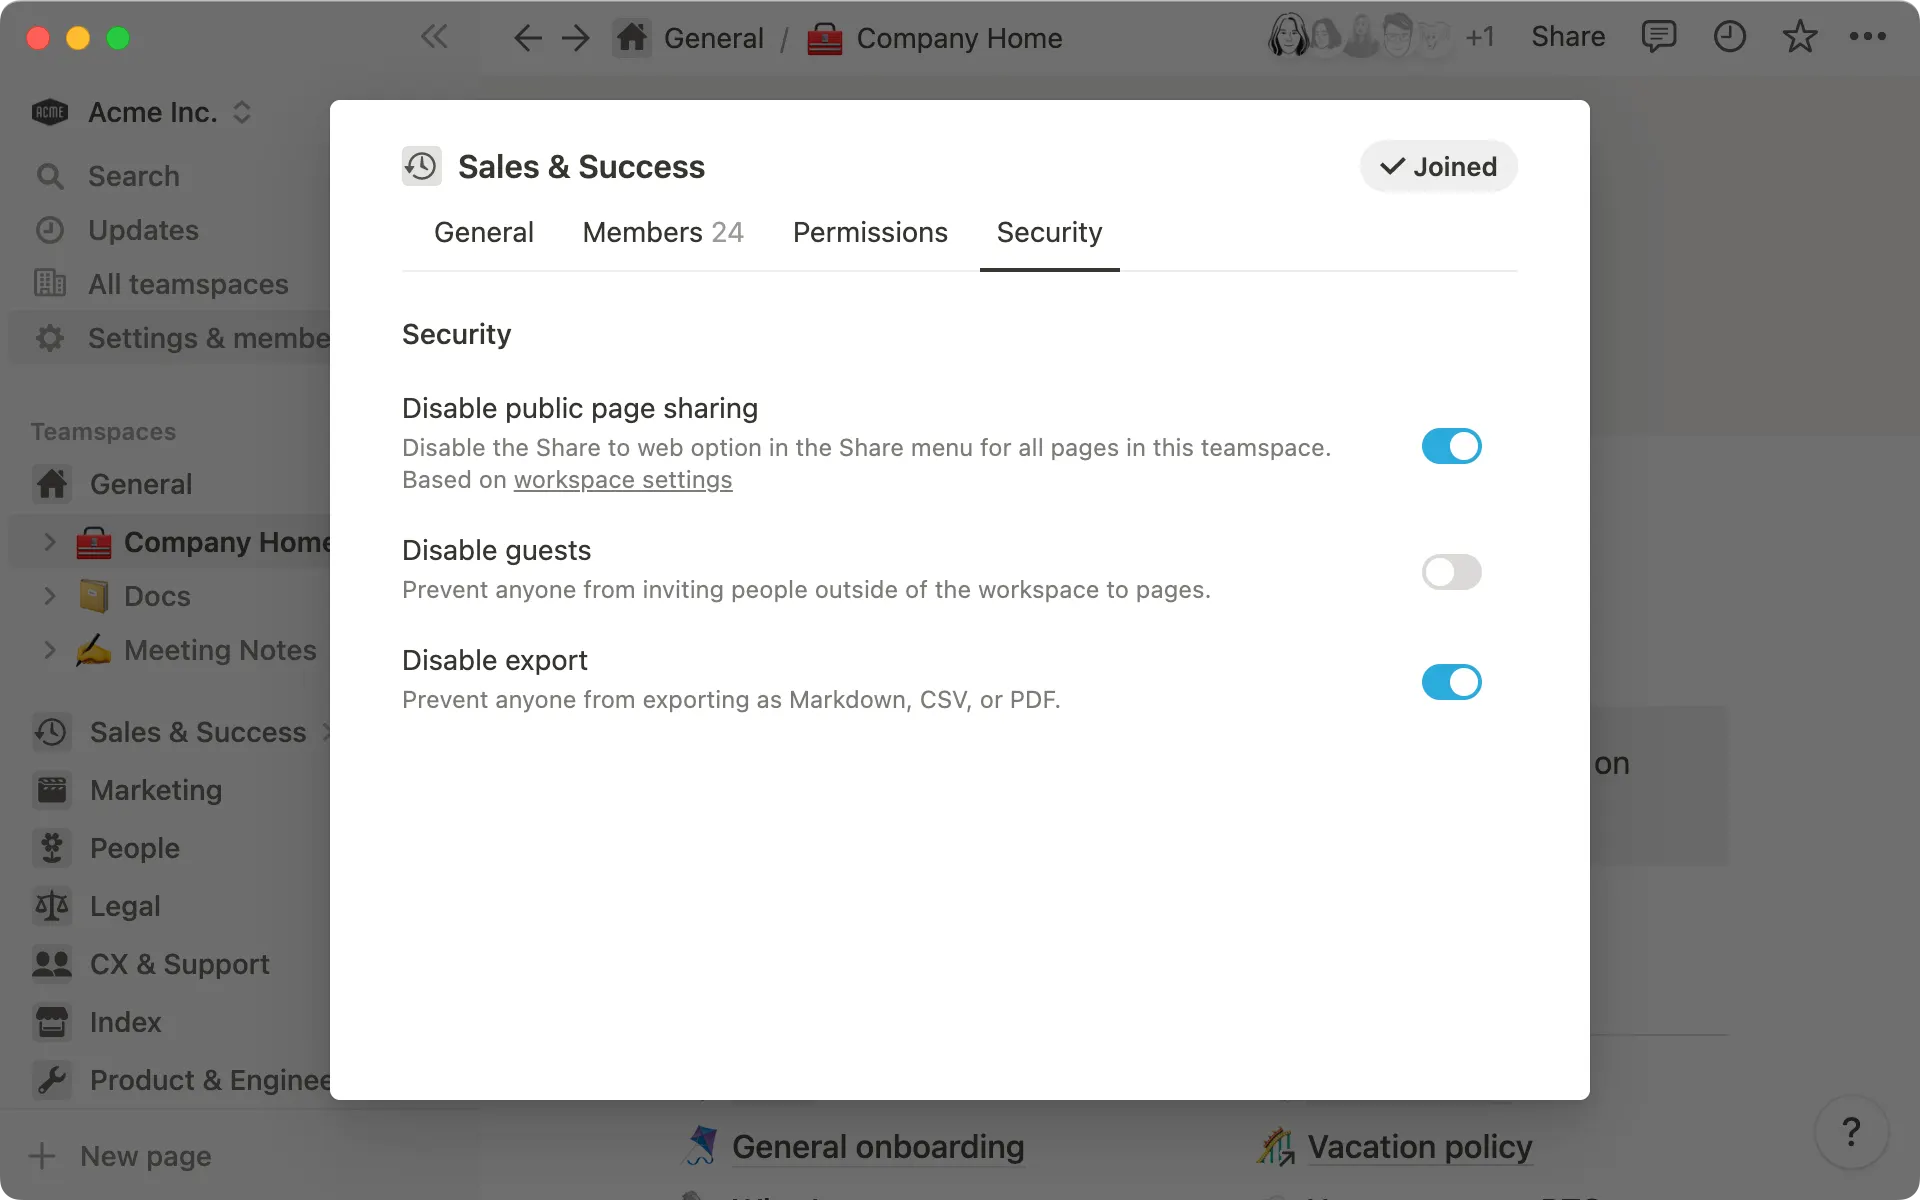 General / Company Home
+1
Share
ACME
Acme Inc.
Search
Updates
All teamspaces
Settings & membe
Teamspaces
General
Company Home
Docs
Meeting Notes
Sales & Success
Marketing
People
Legal
CX & Support
Index
Product & Enginee
New page
Sales & Success
Joined
General
Members 24
Permissions
Security
Security
Disable public page sharing
Disable the Share to web option in the Share menu for all pages in this teamspace.
Based on workspace settings
Disable guests
Prevent anyone from inviting people outside of the workspace to pages.
Disable export
Prevent anyone from exporting as Markdown, CSV, or PDF.
on
General onboarding
Vacation policy
?